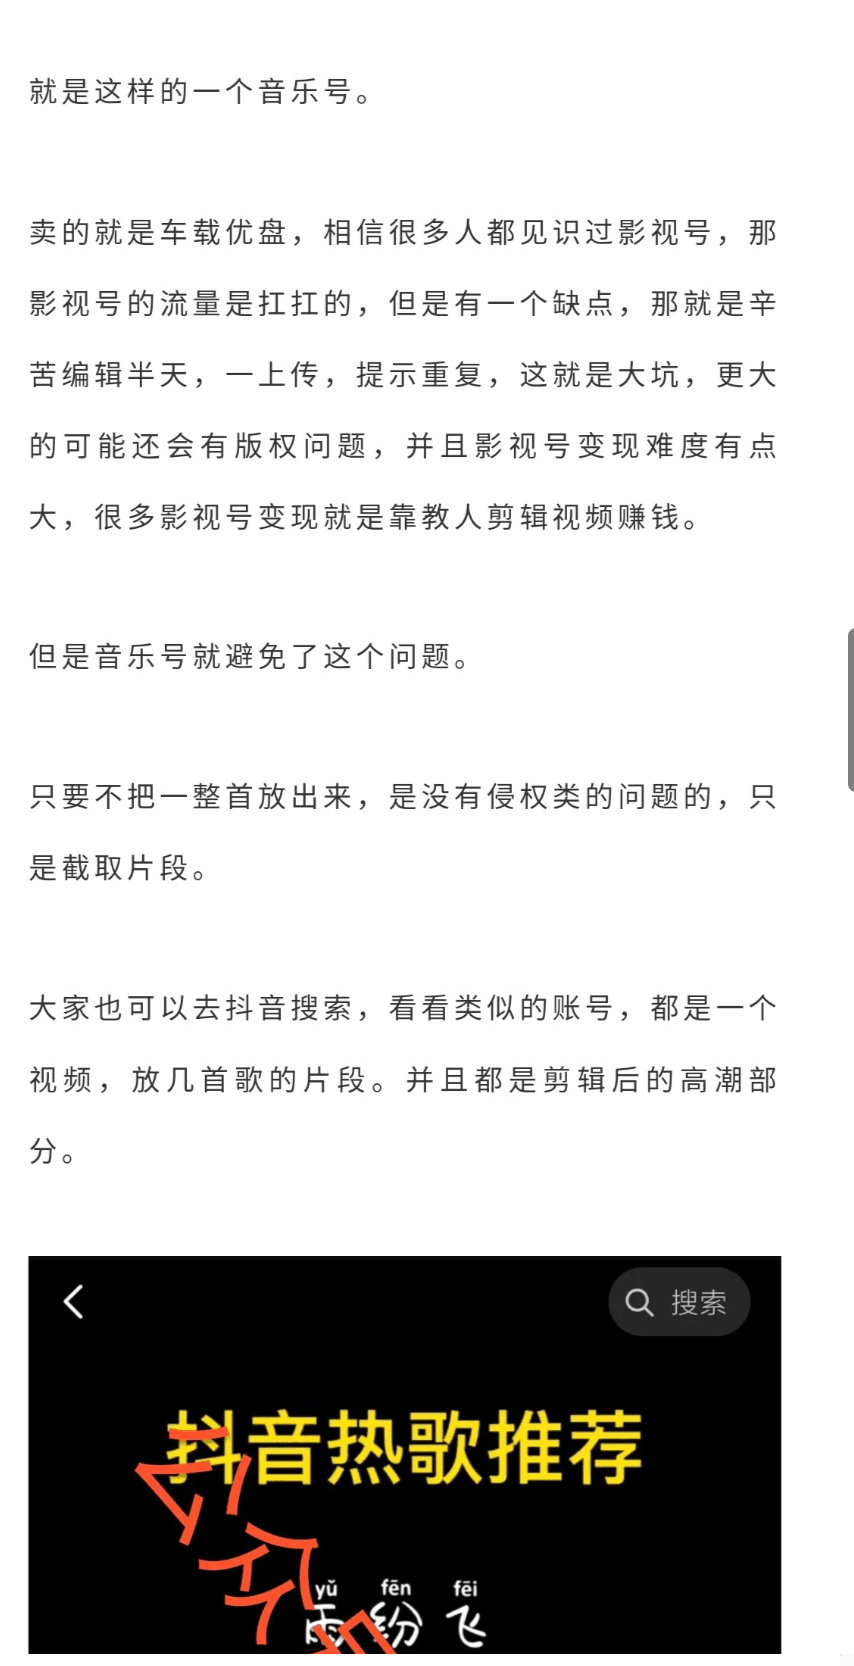 就是这样的一个音乐号。
卖的就是车载优盘，相信很多人都见识过影视号，那
影视号的流量是扛扛的，但是有一个缺点，那就是辛
苦编辑半天，一上传，提示重复，这就是大坑，更大
的可能还会有版权问题，并且影视号变现难度有点
大，很多影视号变现就是靠教人剪辑视频赚钱。
但是音乐号就避免了这个问题。
只要不把一整首放出来，是没有侵权类的问题的，只
是截取片段。
大家也可以去抖音搜索，看看类似的账号，都是一个
视频，放几首歌的片段。并且都是剪辑后的高潮部
分。
搜索
抖音热歌推荐
yǔ fēn fēi
雨纷飞